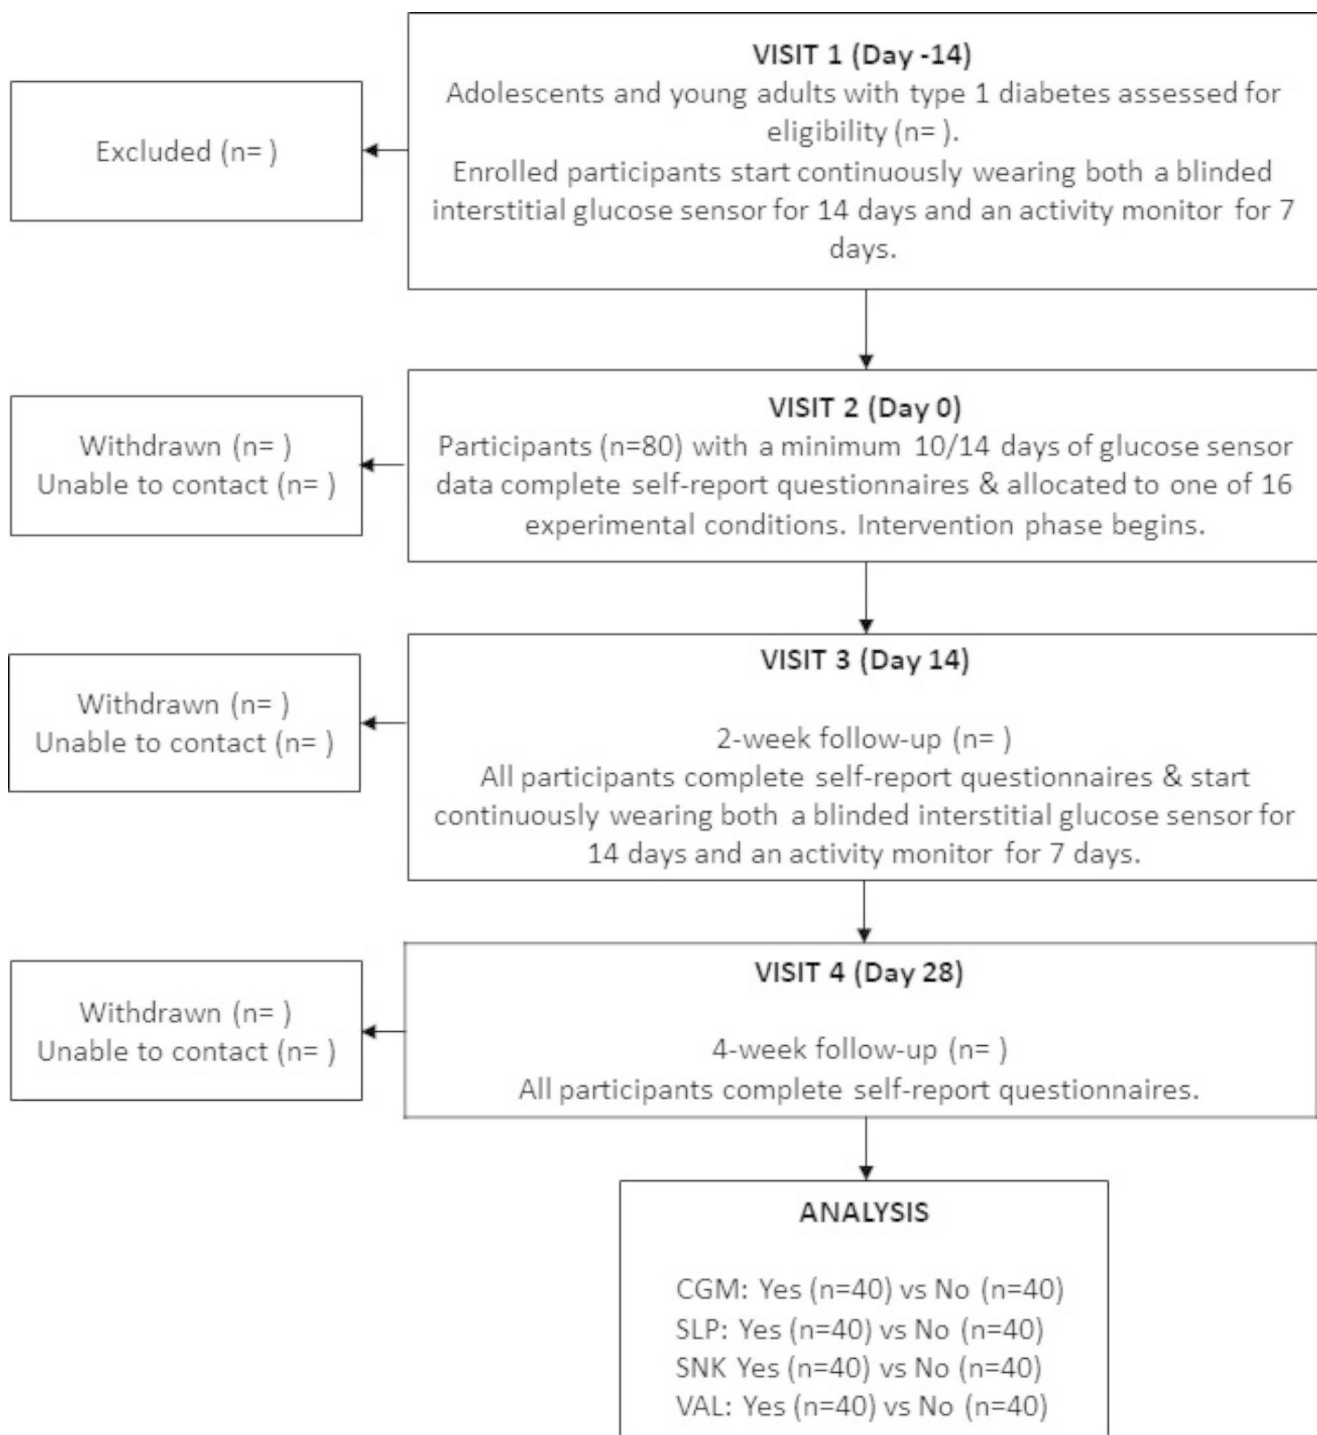 VISIT 1 (Day -14)
Adolescents and young adults with type 1 diabetes assessed for
eligibility (n= ).
Enrolled participants start continuously wearing both a blinded
interstitial glucose sensor for 14 days and an activity monitor for 7
days.
Excluded (n= )
VISIT 2 (Day 0)
Participants (n=80) with a minimum 10/14 days of glucose sensor
data complete self-report questionnaires & allocated to one of 16
experimental conditions. Intervention phase begins.
Withdrawn (n= )
Unable to contact (n= )
VISIT 3 (Day 14)
2-week follow-up (n= )
All participants complete self-report questionnaires & start
continuously wearing both a blinded interstitial glucose sensor for
14 days and an activity monitor for 7 days.
Withdrawn (n= )
Unable to contact (n= )
VISIT 4 (Day 28)
4-week follow-up (n= )
All participants complete self-report questionnaires.
Withdrawn (n= )
Unable to contact (n= )
ANALYSIS
CGM: Yes (n=40) vs No (n=40)
SLP: Yes (n=40) vs No (n=40)
SNK Yes (n=40) vs No (n=40)
VAL: Yes (n=40) vs No (n=40)